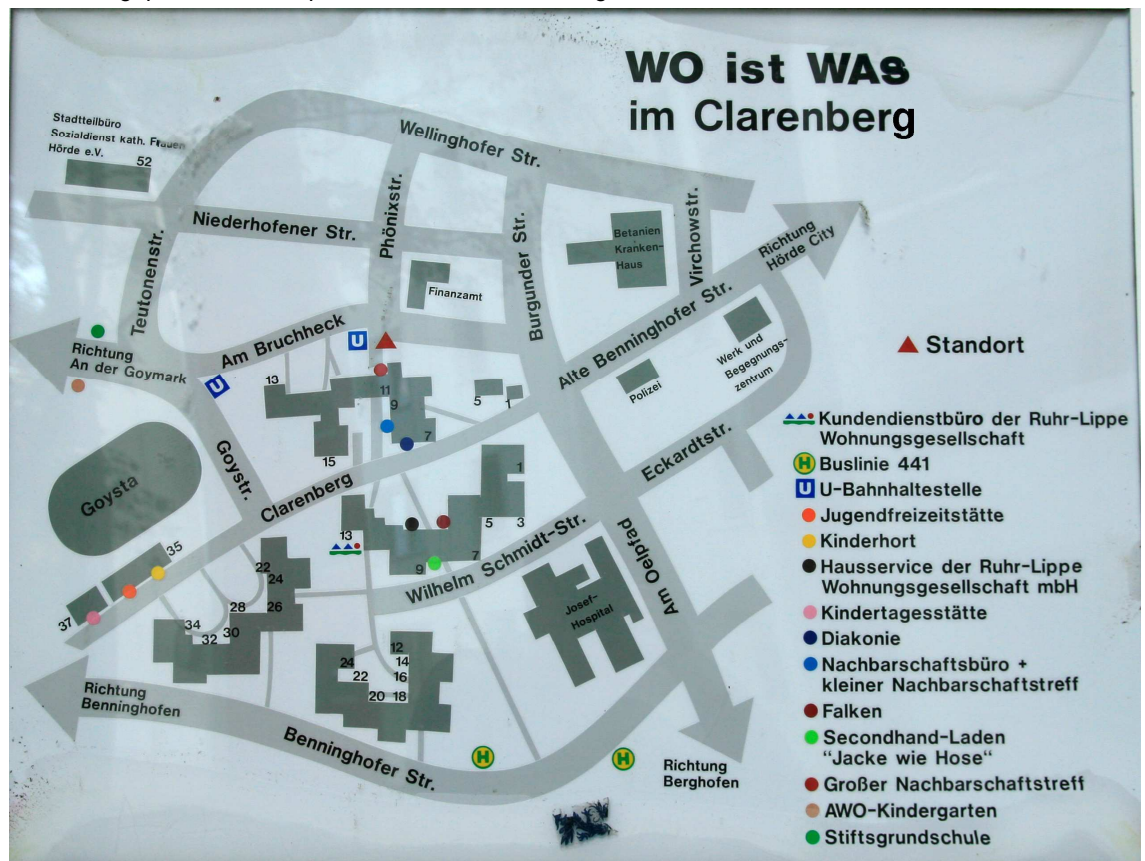 WO ist WAS
im Clarenberg
Stadtteilbüro
Sozialdienst kath. Frauen
Hörde e.V.
52
Wellinghofer Str.
Niederhofener Str.
Phönixstr.
Burgunder Str.
Virchowstr.
Teutonenstr.
Betanien
Kranken-
Haus
Richtung
Hörde City
Finanzamt
Alte Benninghofer Str.
Werk und
Begegnungs-
zentrum
Polizei
Am Bruchheck
U
U
Richtung
An der Goymark
Goysta
Goystr.
13
11
9
7
15
5
1
Clarenberg
Eckardtstr.
1
3
5
7
9
13
Wilhelm Schmidt-Str.
Am Oelpfad
Josef-
Hospital
35
37
22
24
26
28
30
32
34
12
14
16
18
20
22
24
Richtung
Benninghofen
Benninghofer Str.
H
H
Richtung
Berghofen
Standort
Kundendienstbüro der Ruhr-Lippe
Wohnungsgesellschaft
H Buslinie 441
U U-Bahnhaltestelle
Jugendfreizeitstätte
Kinderhort
Hausservice der Ruhr-Lippe
Wohnungsgesellschaft mbH
Kindertagesstätte
Diakonie
Nachbarschaftsbüro +
kleiner Nachbarschaftstreff
Falken
Secondhand-Laden
"Jacke wie Hose"
Großer Nachbarschaftstreff
AWO-Kindergarten
Stiftsgrundschule